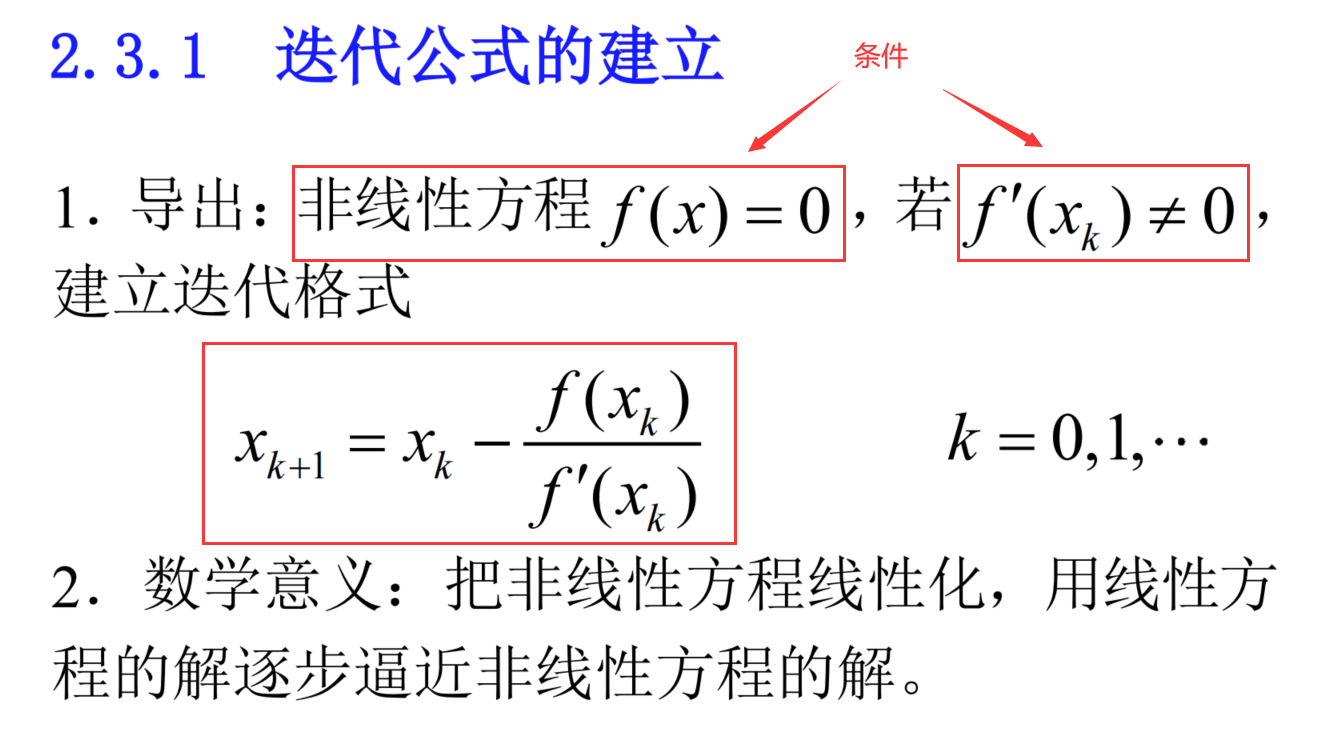 2.3.1 迭代公式的建立
条件
1. 导出：非线性方程 f(x) = 0，若 f′(x_k) ≠ 0，
建立迭代格式
x_{k+1} = x_k − f(x_k) / f′(x_k)    k = 0,1,⋯
2. 数学意义：把非线性方程线性化，用线性方
程的解逐步逼近非线性方程的解。